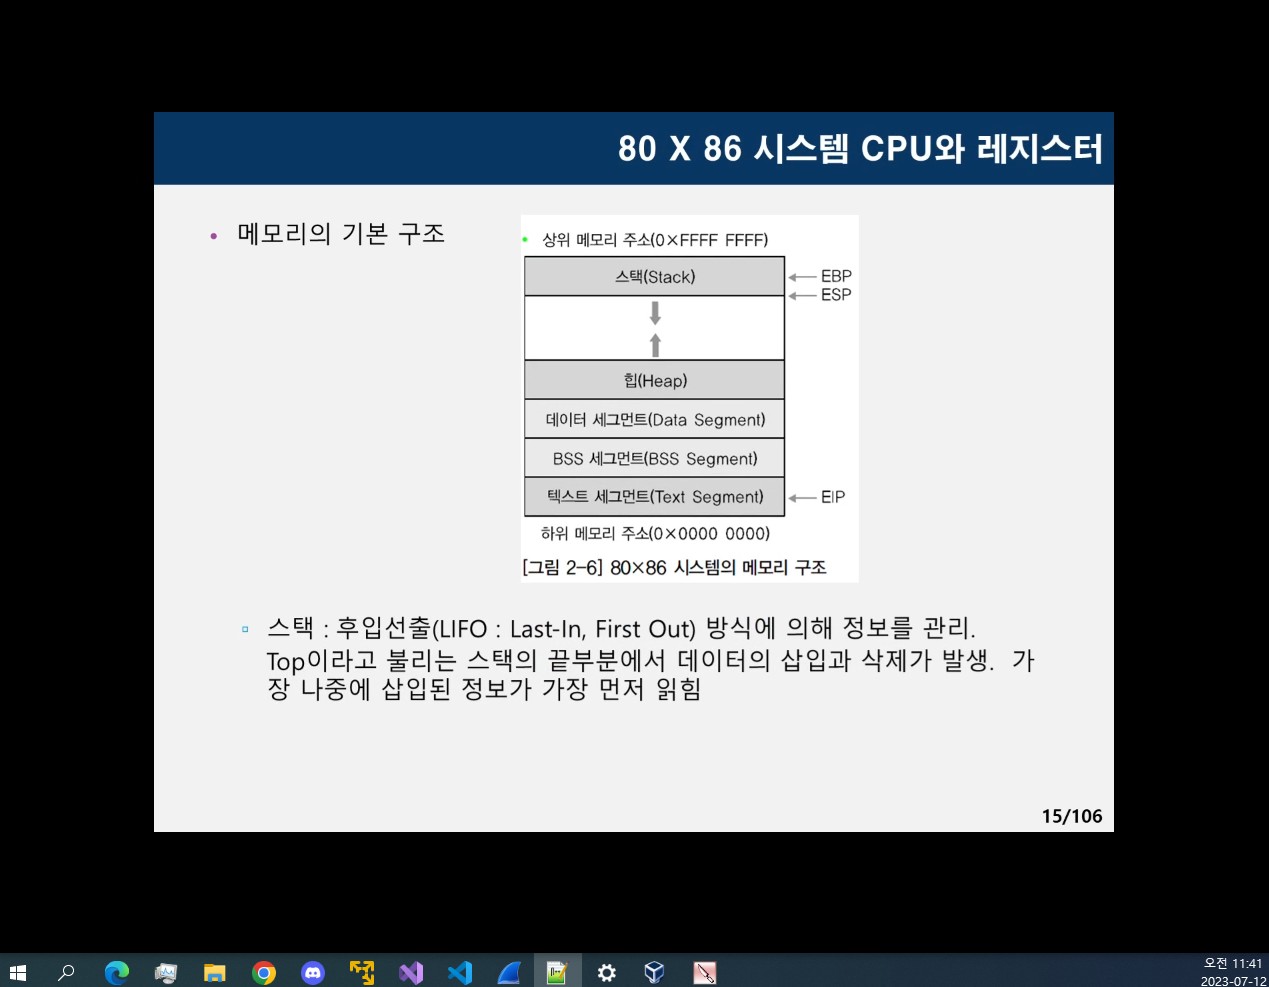 80 X 86 시스템 CPU와 레지스터
• 메모리의 기본 구조
• 상위 메모리 주소(0×FFFF FFFF)
스택(Stack)
EBP
ESP
힙(Heap)
데이터 세그먼트(Data Segment)
BSS 세그먼트(BSS Segment)
텍스트 세그먼트(Text Segment)
EIP
하위 메모리 주소(0×0000 0000)
[그림 2-6] 80×86 시스템의 메모리 구조
스택 : 후입선출(LIFO : Last-In, First Out) 방식에 의해 정보를 관리.
Top이라고 불리는 스택의 끝부분에서 데이터의 삽입과 삭제가 발생. 가
장 나중에 삽입된 정보가 가장 먼저 읽힘
15/106
오전 11:41
2023-07-12